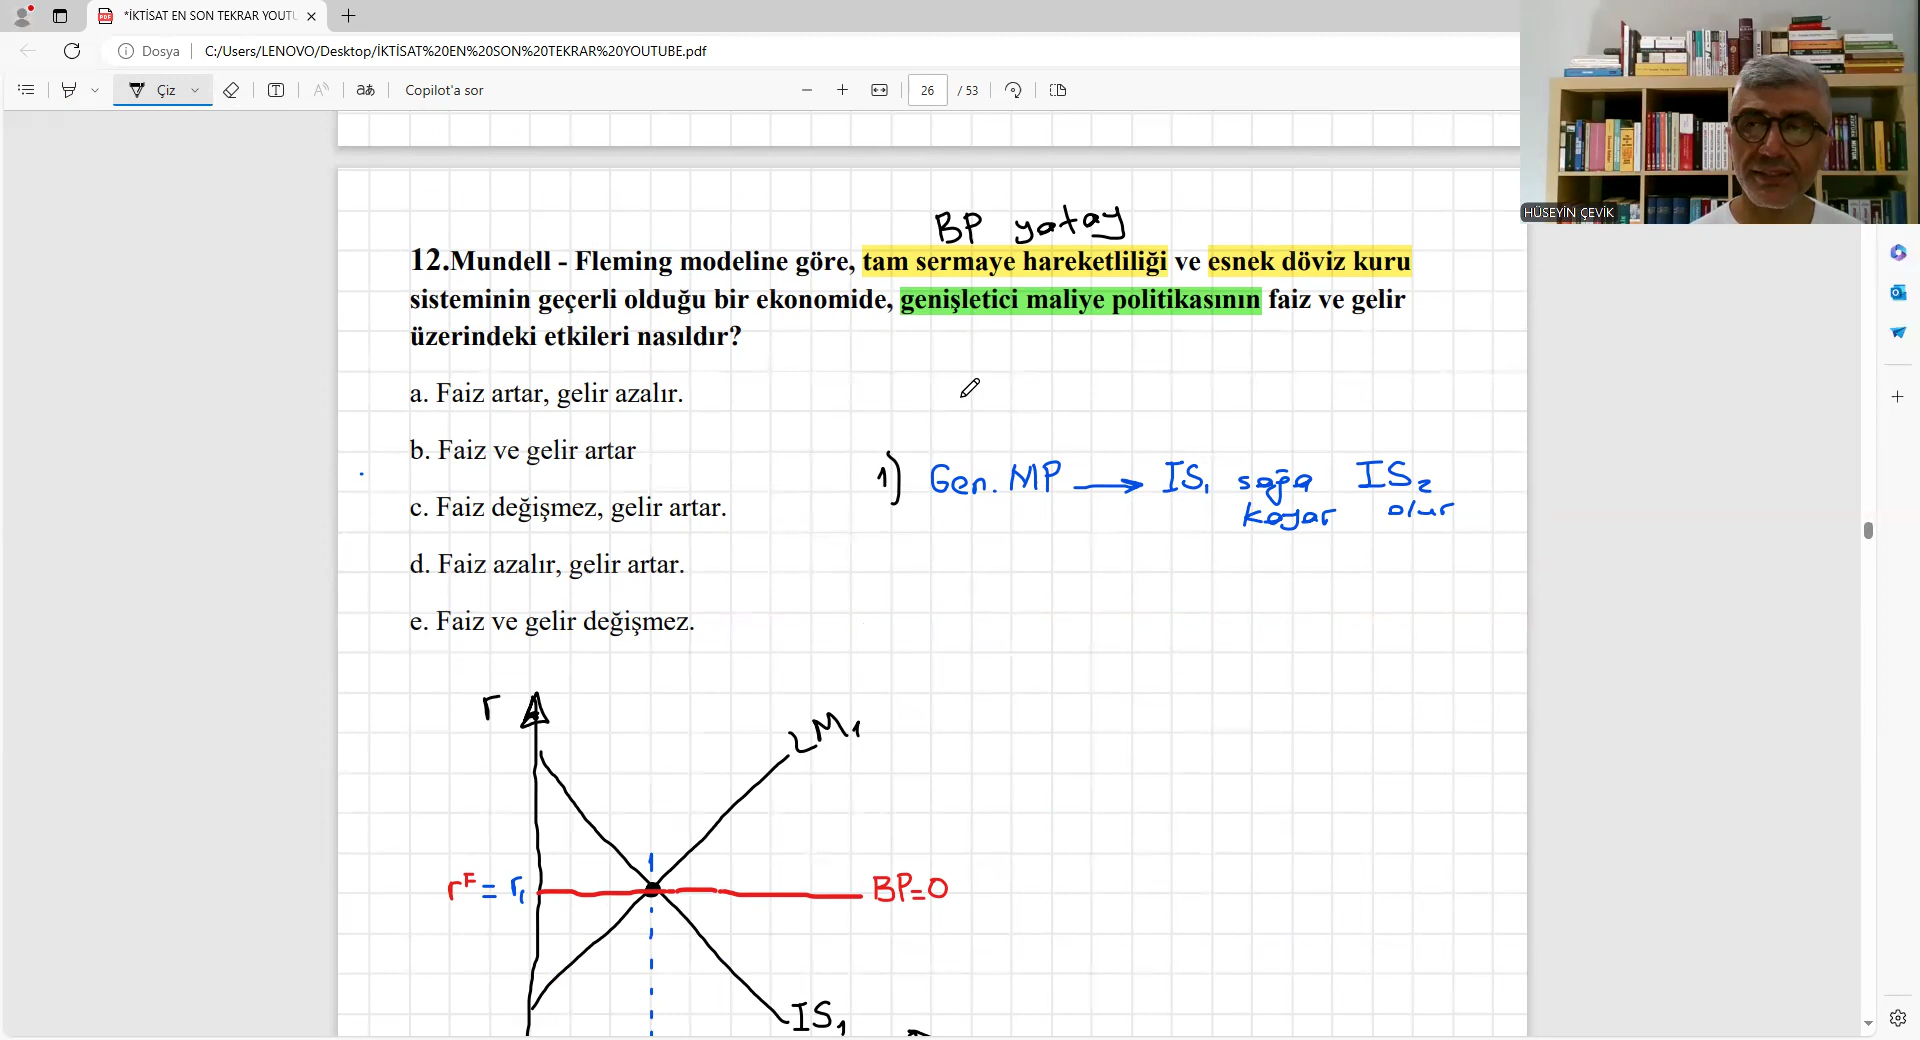 *İKTİSAT EN SON TEKRAR YOUTU
Dosya C:/Users/LENOVO/Desktop/İKTİSAT%20EN%20SON%20TEKRAR%20YOUTUBE.pdf
Çiz T A aあ Copilot'a sor 26 / 53
HÜSEYİN ÇEVİK
BP yatay
12.Mundell - Fleming modeline göre, tam sermaye hareketliliği ve esnek döviz kuru
sisteminin geçerli olduğu bir ekonomide, genişletici maliye politikasının faiz ve gelir
üzerindeki etkileri nasıldır?
a. Faiz artar, gelir azalır.
b. Faiz ve gelir artar
c. Faiz değişmez, gelir artar.
d. Faiz azalır, gelir artar.
e. Faiz ve gelir değişmez.
1) Gen. MP → IS₁ sağa IS₂
kayar olur
r
LM₁
rF = r₁
BP=0
IS₁